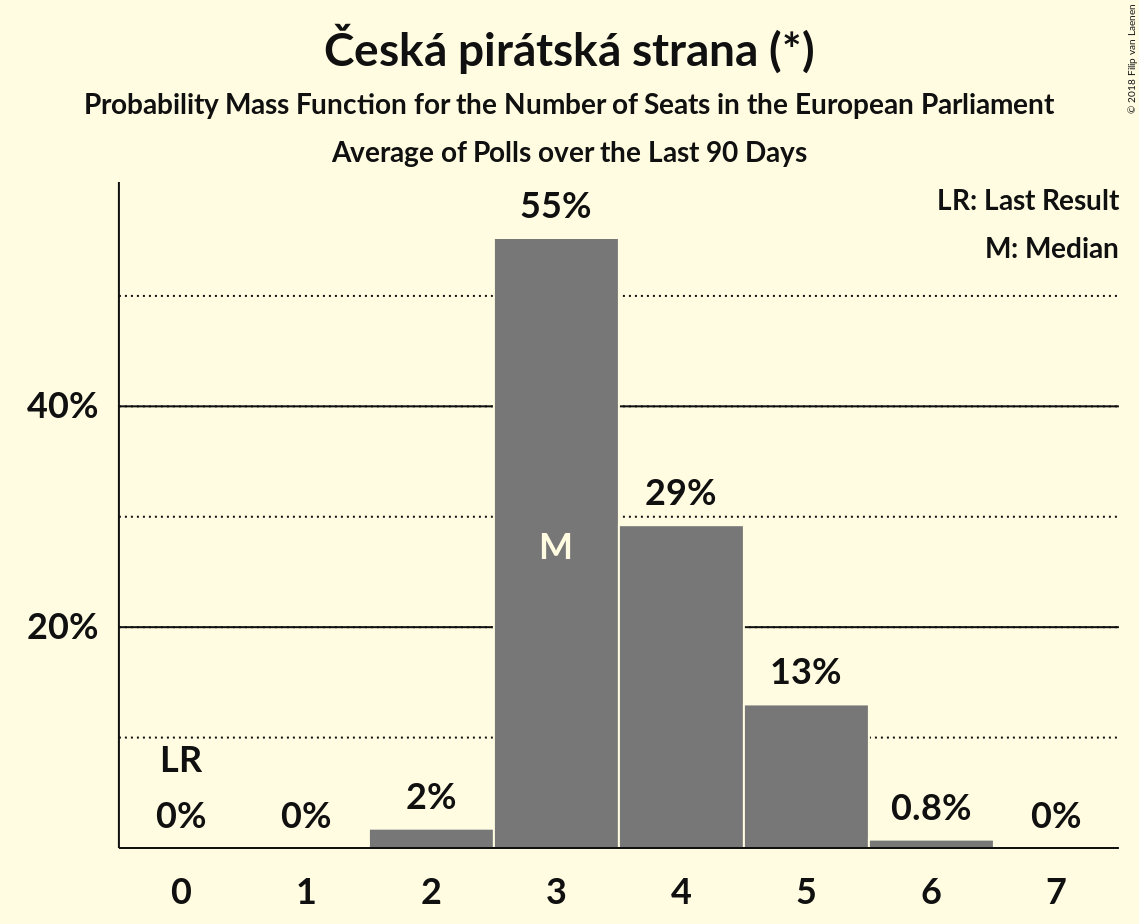 Česká pirátská strana (*)
Probability Mass Function for the Number of Seats in the European Parliament
Average of Polls over the Last 90 Days
© 2018 Filip van Laenen
LR: Last Result
M: Median
55%
40%
29%
M
20%
13%
LR
0%
0%
2%
0.8%
0%
0 1 2 3 4 5 6 7